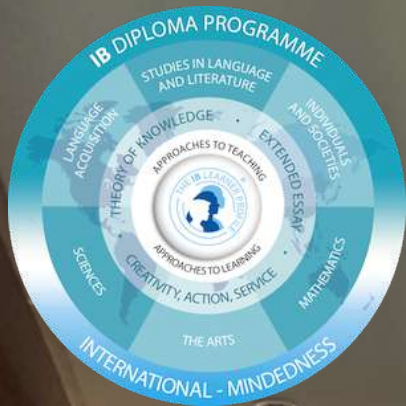 IB DIPLOMA PROGRAMME
STUDIES IN LANGUAGE
AND LITERATURE
LANGUAGE
ACQUISITION
INDIVIDUALS
AND SOCIETIES
THEORY OF KNOWLEDGE
EXTENDED ESSAY
APPROACHES TO TEACHING
THE IB LEARNER PROFILE
APPROACHES TO LEARNING
CREATIVITY, ACTION, SERVICE
SCIENCES
MATHEMATICS
THE ARTS
INTERNATIONAL - MINDEDNESS